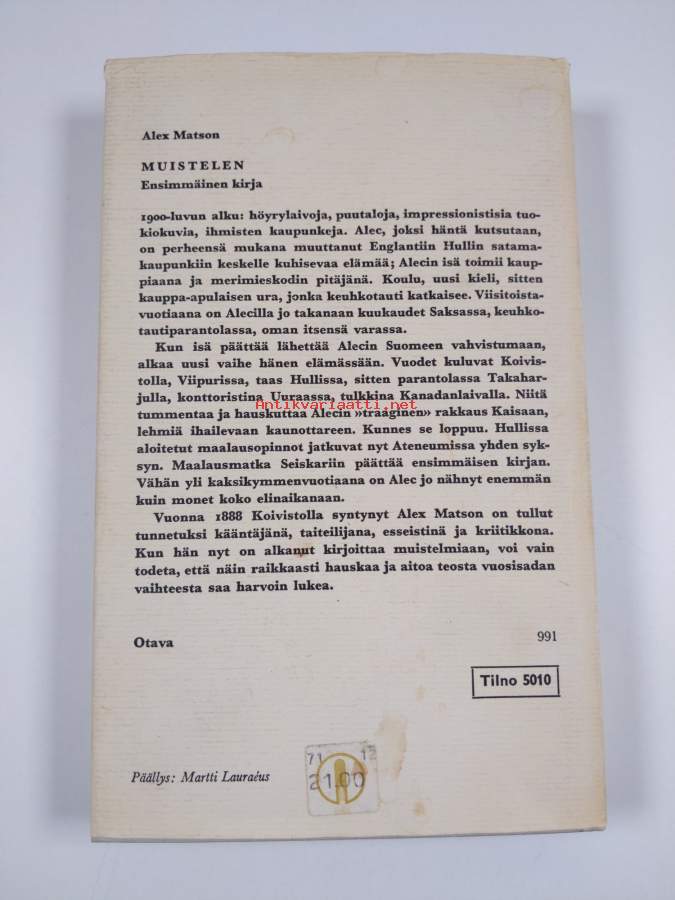 Alex Matson
MUISTELEN
Ensimmäinen kirja
1900-luvun alku: höyrylaivoja, puutaloja, impressionistisia tuo-
kiokuvia, ihmisten kaupunkeja. Alec, joksi häntä kutsutaan,
on perheensä mukana muuttanut Englantiin Hullin satama-
kaupunkiin keskelle kuhisevaa elämää; Alecin isä toimii kaup-
piaana ja merimieskodin pitäjänä. Koulu, uusi kieli, sitten
kauppa-apulaisen ura, jonka keuhkotauti katkaisee. Viisitoista-
vuotiaana on Alecilla jo takanaan kuukaudet Saksassa, keuhko-
tautiparantolassa, oman itsensä varassa.
Kun isä päättää lähettää Alecin Suomeen vahvistumaan,
alkaa uusi vaihe hänen elämässään. Vuodet kuluvat Koivis-
tolla, Viipurissa, taas Hullissa, sitten parantolassa Takahar-
julla, konttoristina Uuraassa, tulkkina Kanadanlaivalla. Niitä
Antikvariaatti.net
tummentaa ja hauskuttaa Alecin »traaginen» rakkaus Kaisaan,
lehmiä ihailevaan kaunottareen. Kunnes se loppuu. Hullissa
aloitetut maalausopinnot jatkuvat nyt Ateneumissa yhden syk-
syn. Maalausmatka Seiskariin päättää ensimmäisen kirjan.
Vähän yli kaksikymmenvuotiaana on Alec jo nähnyt enemmän
kuin monet koko elinaikanaan.
Vuonna 1888 Koivistolla syntynyt Alex Matson on tullut
tunnetuksi kääntäjänä, taiteilijana, esseistinä ja kriitikkona.
Kun hän nyt on alkanut kirjoittaa muistelmiaan, voi vain
todeta, että näin raikkaasti hauskaa ja aitoa teosta vuosisadan
vaihteesta saa harvoin lukea.
Otava
991
Tilno 5010
71 12
21.00
Päällys: Martti Lauraéus